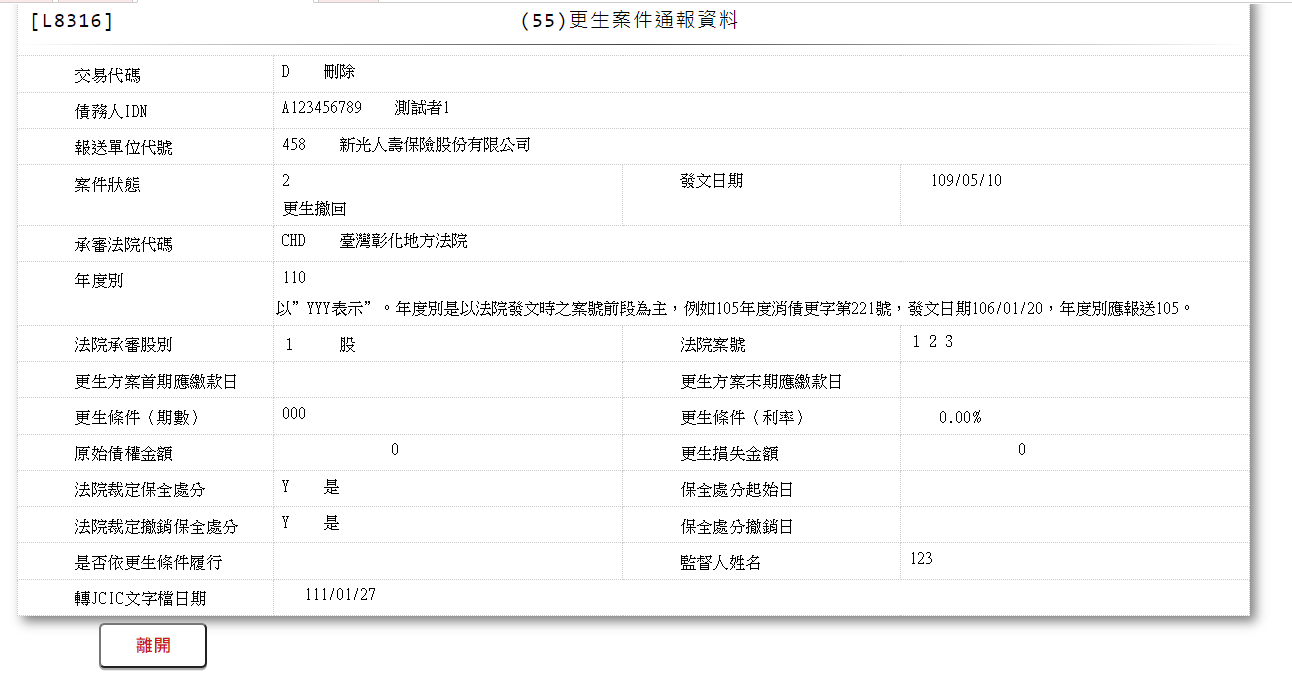 [L8316] (55)更生案件通報資料
交易代碼 D 刪除
債務人IDN A123456789 測試者1
報送單位代號 458 新光人壽保險股份有限公司
案件狀態 2 發文日期 109/05/10
更生撤回
承審法院代碼 CHD 臺灣彰化地方法院
年度別 110
以”YYY表示”。年度別是以法院發文時之案號前段為主，例如105年度消債更字第221號，發文日期106/01/20，年度別應報送105。
法院承審股別 1 股 法院案號 1 2 3
更生方案首期應繳款日 更生方案末期應繳款日
更生條件（期數） 000 更生條件（利率） 0.00%
原始債權金額 0 更生損失金額 0
法院裁定保全處分 Y 是 保全處分起始日
法院裁定撤銷保全處分 Y 是 保全處分撤銷日
是否依更生條件履行 監督人姓名 123
轉JCIC文字檔日期 111/01/27
離開